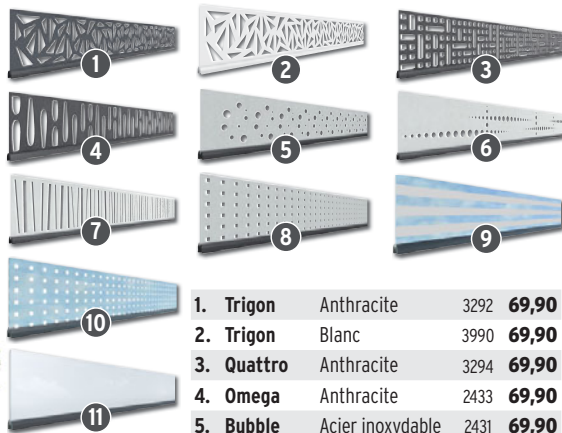 1
2
3
4
5
6
7
8
9
10
11
1. Trigon Anthracite 3292 69,90
2. Trigon Blanc 3990 69,90
3. Quattro Anthracite 3294 69,90
4. Omega Anthracite 2433 69,90
5. Bubble Acier inoxydable 2431 69,90